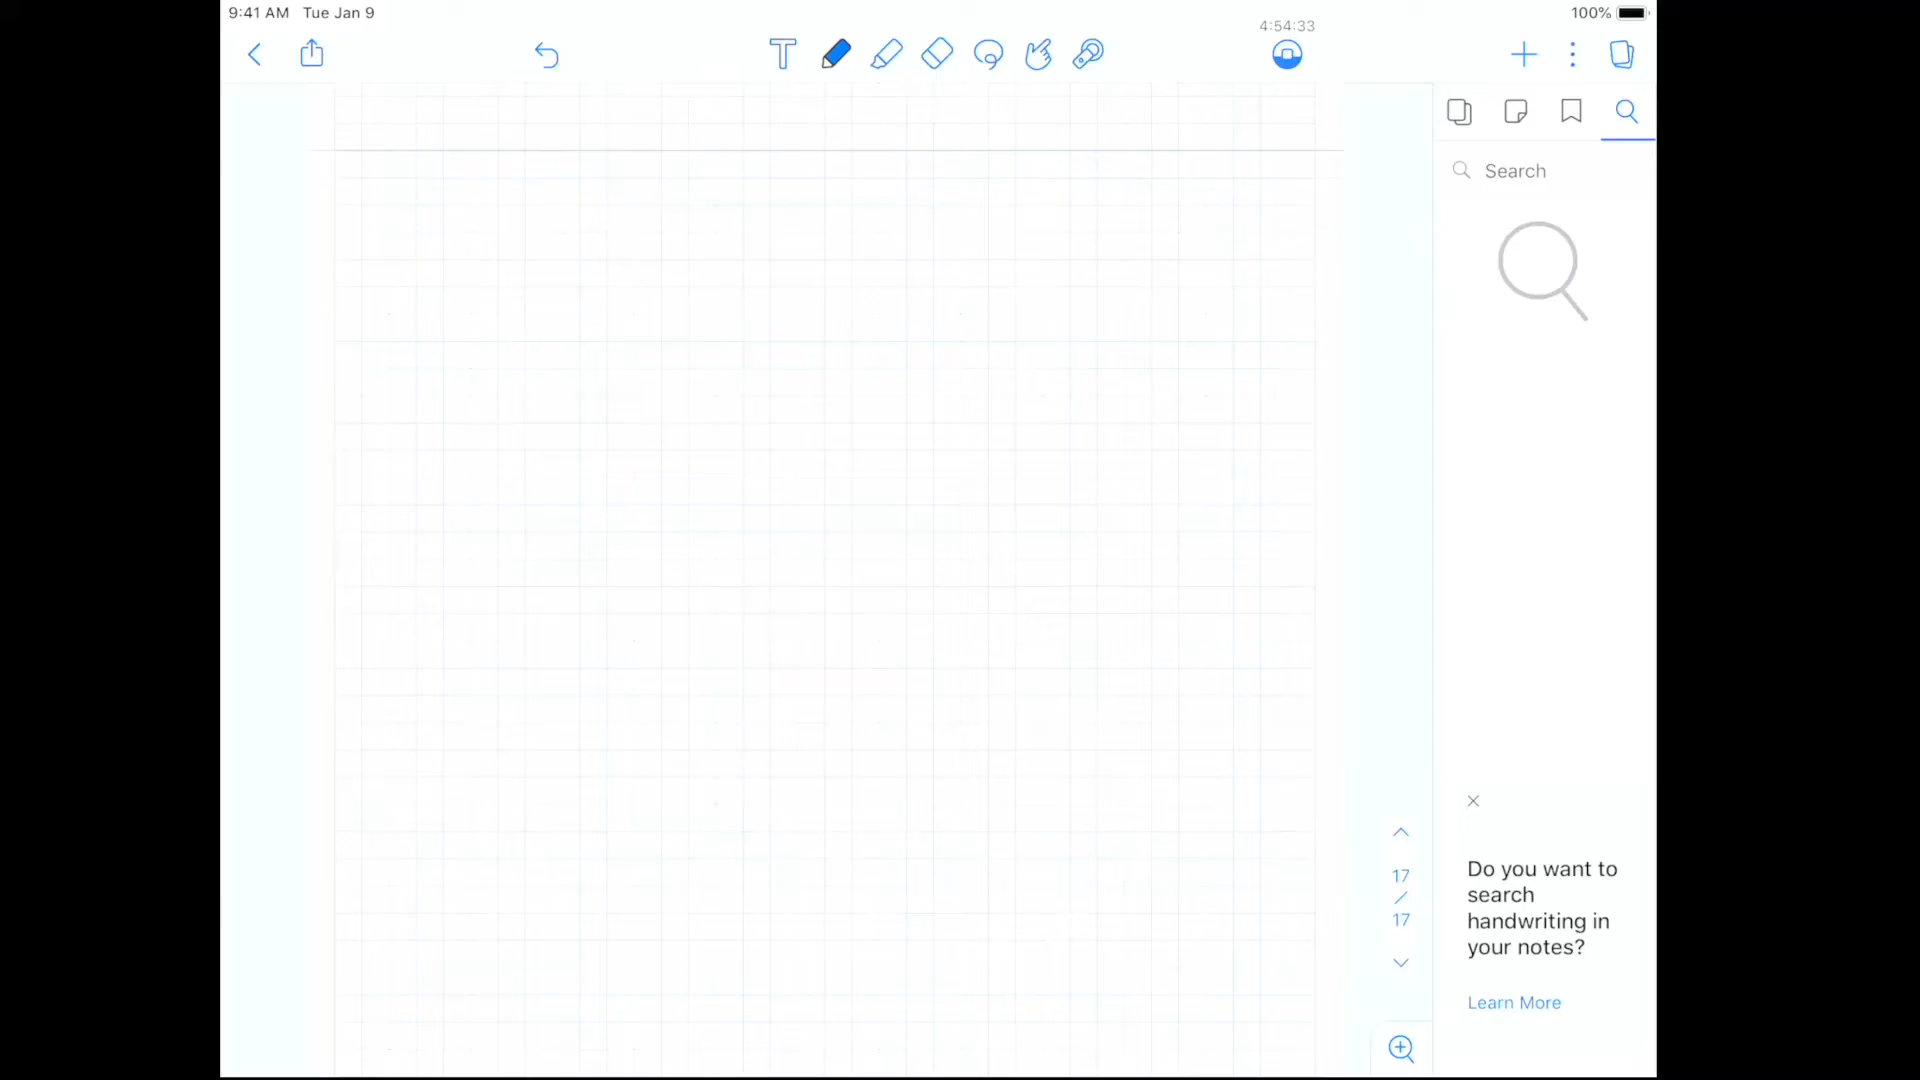 9:41 AM Tue Jan 9
100%
4:54:33
Search
17
/
17
Do you want to
search
handwriting in
your notes?
Learn More